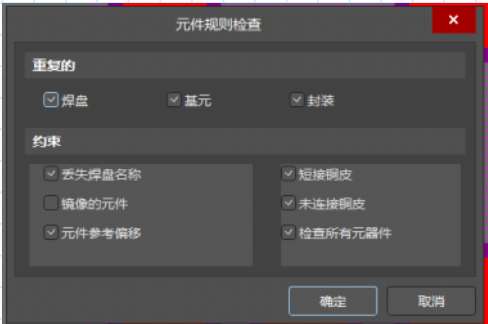 元件规则检查
重复的
焊盘 基元 封装
约束
丢失焊盘名称 短接铜皮
镜像的元件 未连接铜皮
元件参考偏移 检查所有元器件
确定 取消